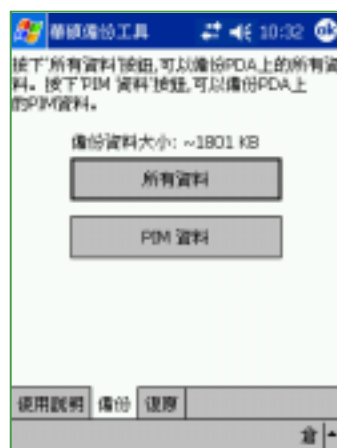 華碩備份工具 10:32 ok
按下'所有資料'按鈕,可以備份PDA上的所有資
料。按下'PIM 資料'按鈕,可以備份PDA上
的PIM資料。
備份資料大小: ~1801 KB
所有資料
PIM 資料
使用說明 備份 復原
倉